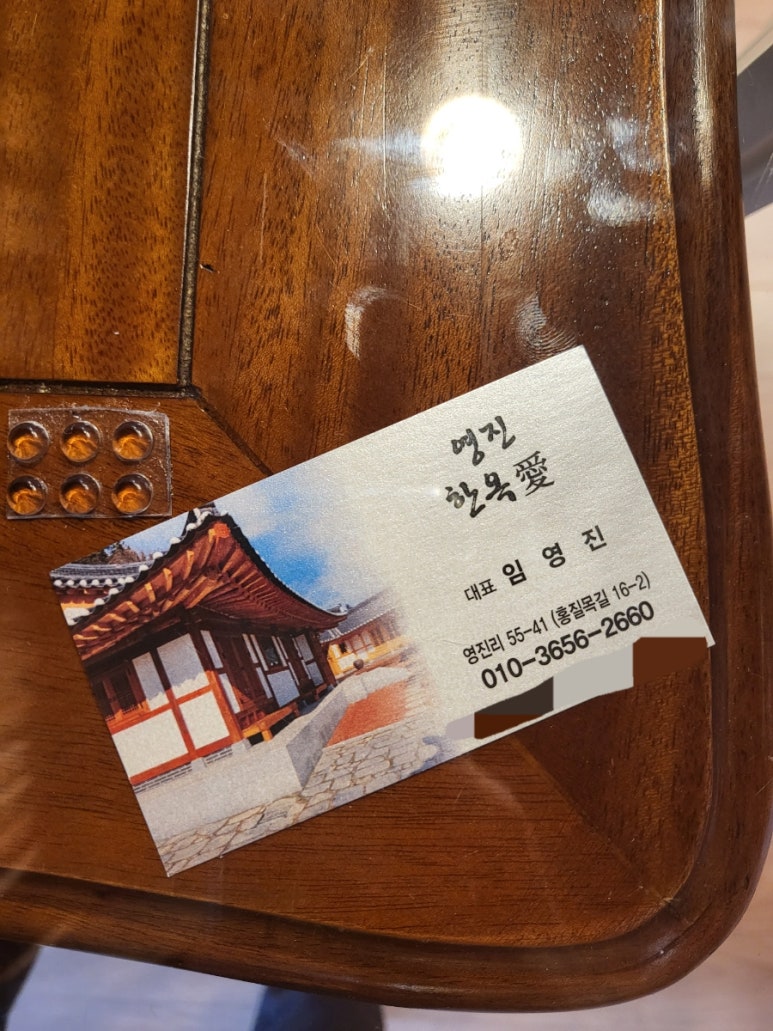 영진
한옥愛
대표 임 영 진
영진리 55-41 (홍질목길 16-2)
010-3656-2660